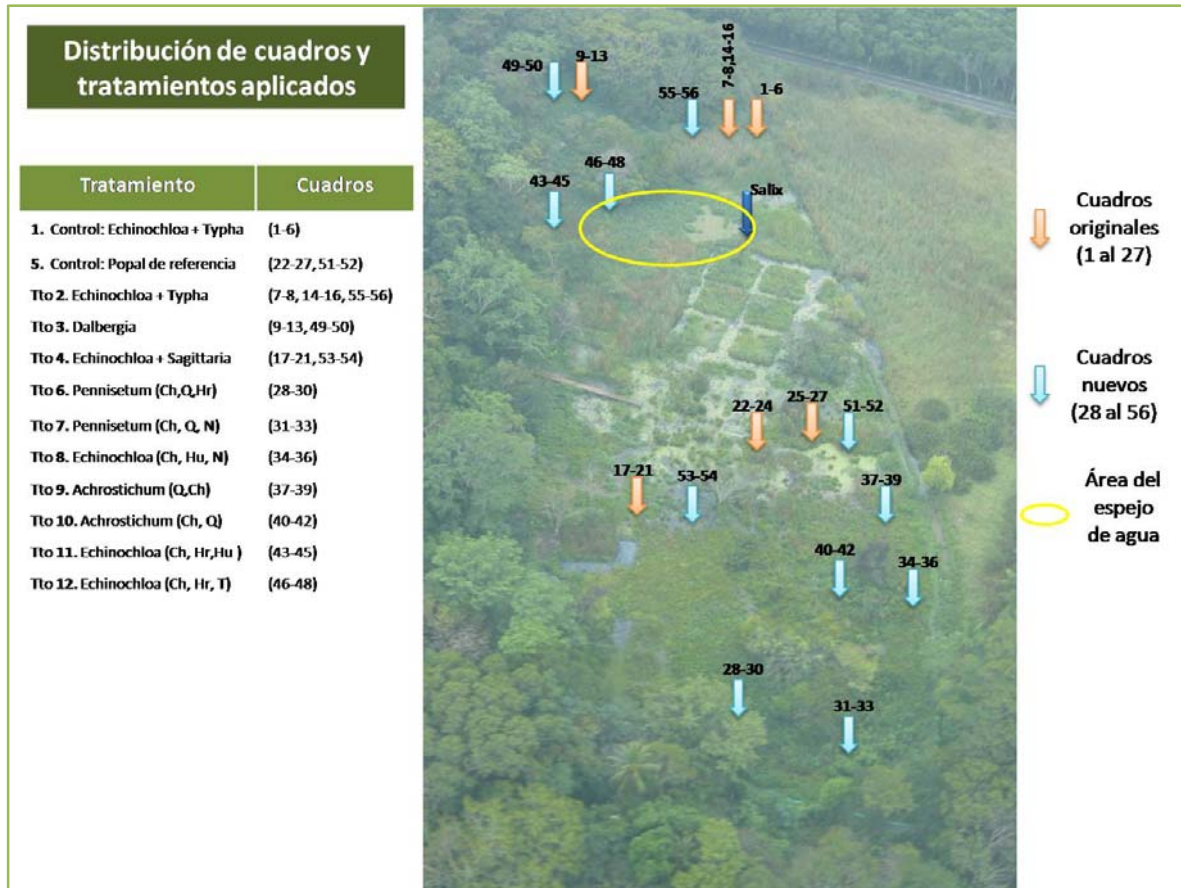 Distribución de cuadros y
tratamientos aplicados
Tratamiento Cuadros
1. Control: Echinochloa + Typha (1-6)
5. Control: Popal de referencia (22-27, 51-52)
Tto 2. Echinochloa + Typha (7-8, 14-16, 55-56)
Tto 3. Dalbergia (9-13, 49-50)
Tto 4. Echinochloa + Sagittaria (17-21, 53-54)
Tto 6. Pennisetum (Ch,Q,Hr) (28-30)
Tto 7. Pennisetum (Ch, Q, N) (31-33)
Tto 8. Echinochloa (Ch, Hu, N) (34-36)
Tto 9. Achrostichum (Q,Ch) (37-39)
Tto 10. Achrostichum (Ch, Q) (40-42)
Tto 11. Echinochloa (Ch, Hr,Hu ) (43-45)
Tto 12. Echinochloa (Ch, Hr, T) (46-48)
49-50
9-13
55-56
7-8,14-16
1-6
43-45
46-48
Salix
22-24
25-27
51-52
17-21
53-54
37-39
40-42
34-36
28-30
31-33
Cuadros
originales
(1 al 27)
Cuadros
nuevos
(28 al 56)
Área del
espejo
de agua